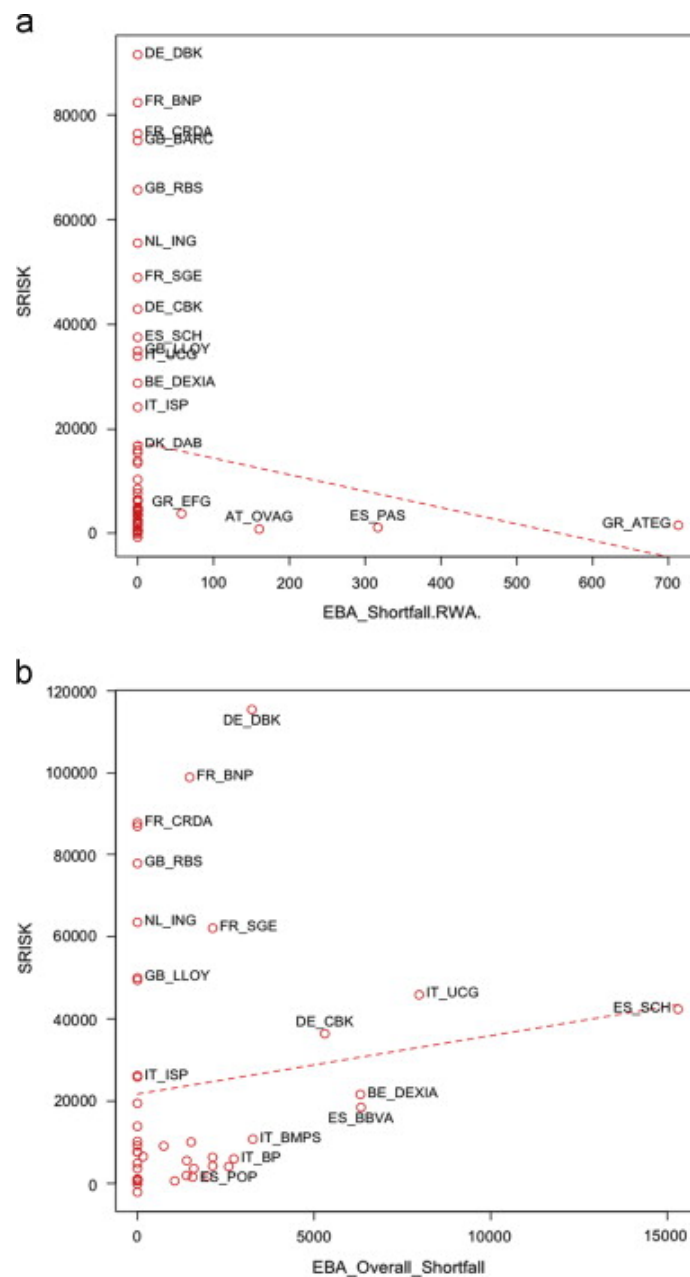 a
DE_DBK
80000
FR_BNP
FR_CRDA
GB_BARC
GB_RBS
60000
NL_ING
FR_SGE
SRISK
DE_CBK
40000
ES_SCH
GB_LLOY
IT_UCG
BE_DEXIA
IT_ISP
20000
DK_DAB
GR_EFG
AT_OVAG
ES_PAS
GR_ATEG
0
0 100 200 300 400 500 600 700
EBA_Shortfall.RWA.
b
120000
DE_DBK
100000
FR_BNP
FR_CRDA
80000
GB_RBS
NL_ING
FR_SGE
60000
SRISK
GB_LLOY
IT_UCG
ES_SCH
40000
DE_CBK
IT_ISP
BE_DEXIA
20000
ES_BBVA
IT_BMPS
IT_BP
ES_POP
0
0 5000 10000 15000
EBA_Overall_Shortfall